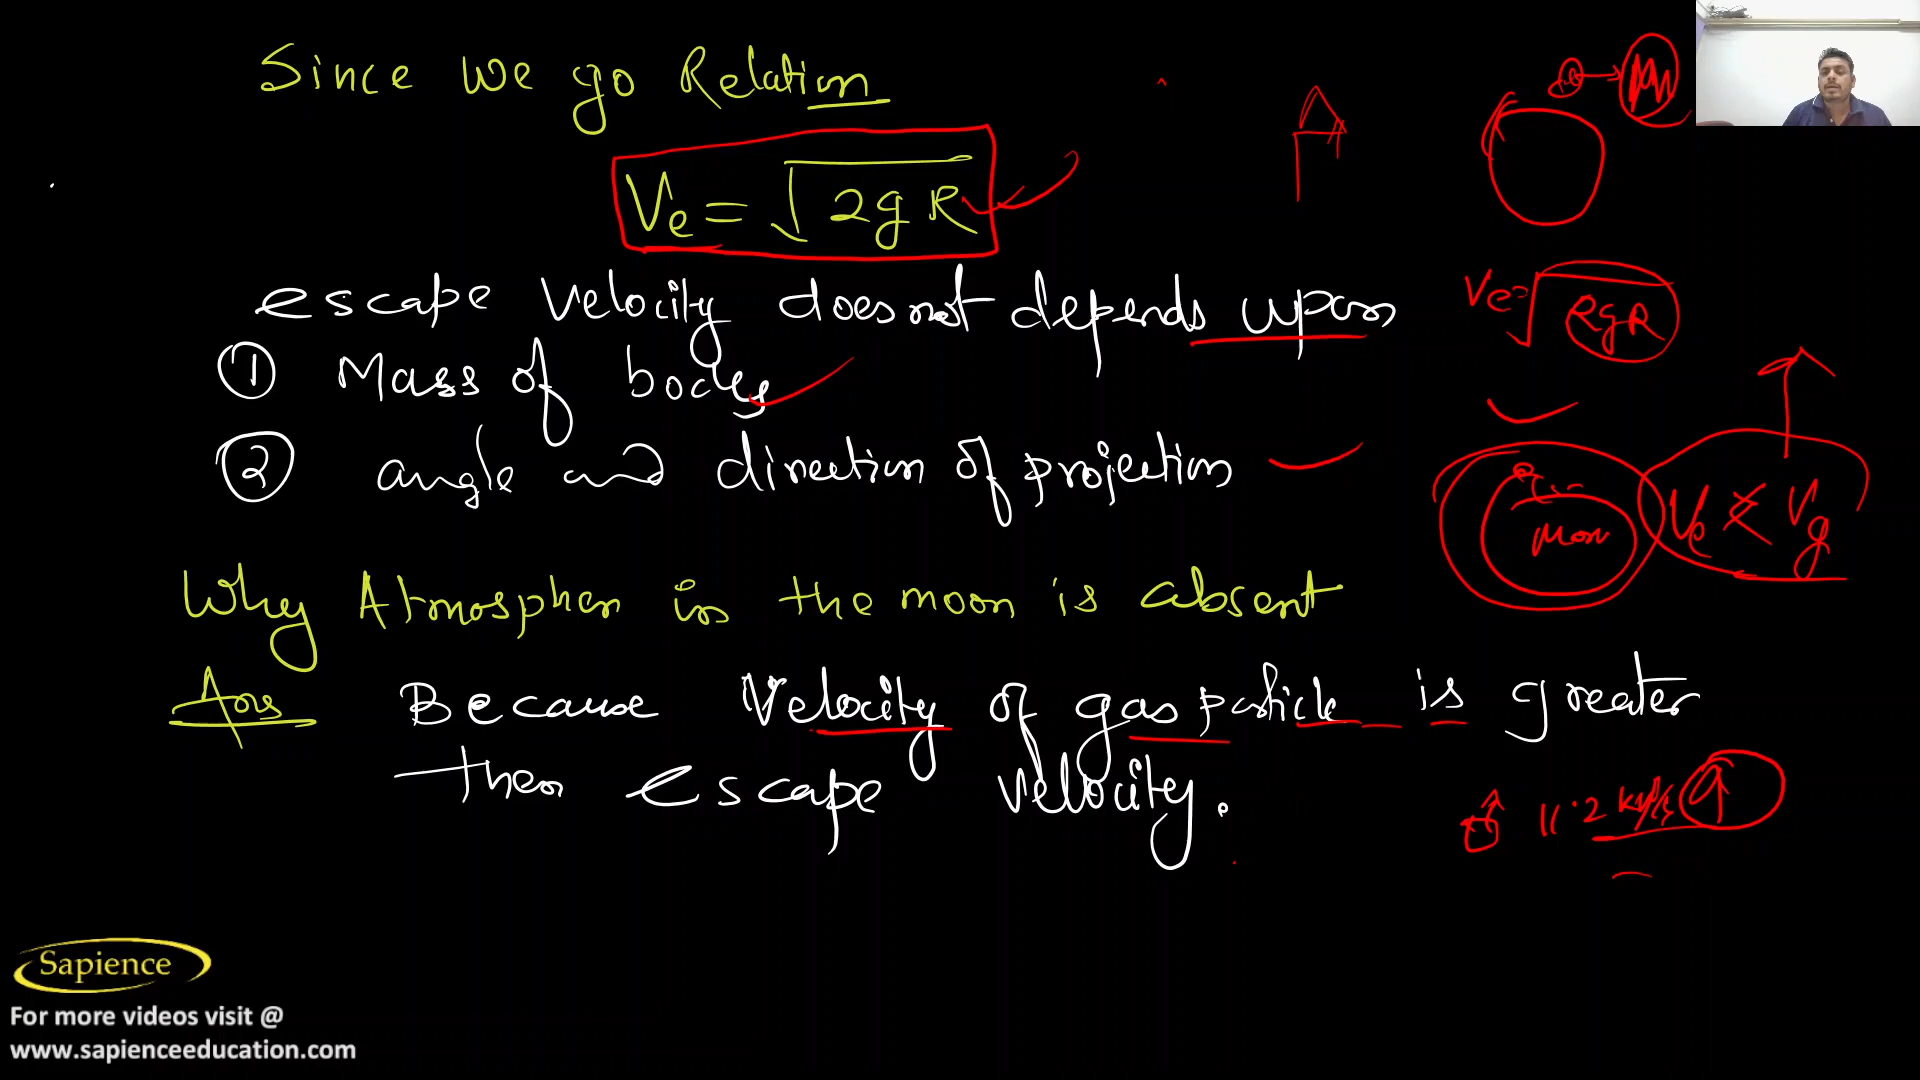 Since We go Relation
Ve = √2gR
escape velocity does not depends upon
① Mass of body
② angle and direction of projection
Why Atmospher in the moon is absent
Ans Because Velocity of gas particle is greater
then escape velocity.
Ve = √2gR
Moon
Ve < Vg
11.2 km/s
Sapience
For more videos visit @
www.sapienceeducation.com